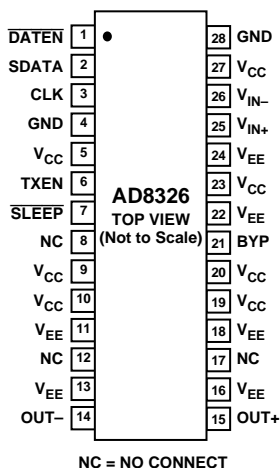 DATEN 1 28 GND
SDATA 2 27 VCC
CLK 3 26 VIN–
GND 4 25 VIN+
VCC 5 24 VEE
TXEN 6 23 VCC
SLEEP 7 22 VEE
AD8326
TOP VIEW
(Not to Scale)
NC 8 21 BYP
VCC 9 20 VCC
VCC 10 19 VCC
VEE 11 18 VEE
NC 12 17 NC
VEE 13 16 VEE
OUT– 14 15 OUT+
NC = NO CONNECT